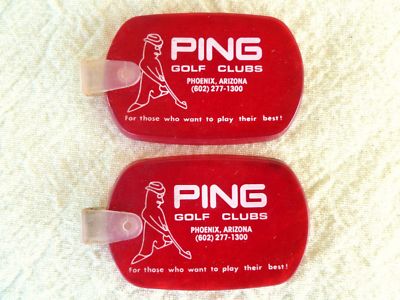 PING
GOLF CLUBS
PHOENIX, ARIZONA
(602) 277-1300
For those who want to play their best!
PING
GOLF CLUBS
PHOENIX, ARIZONA
(602) 277-1300
For those who want to play their best!